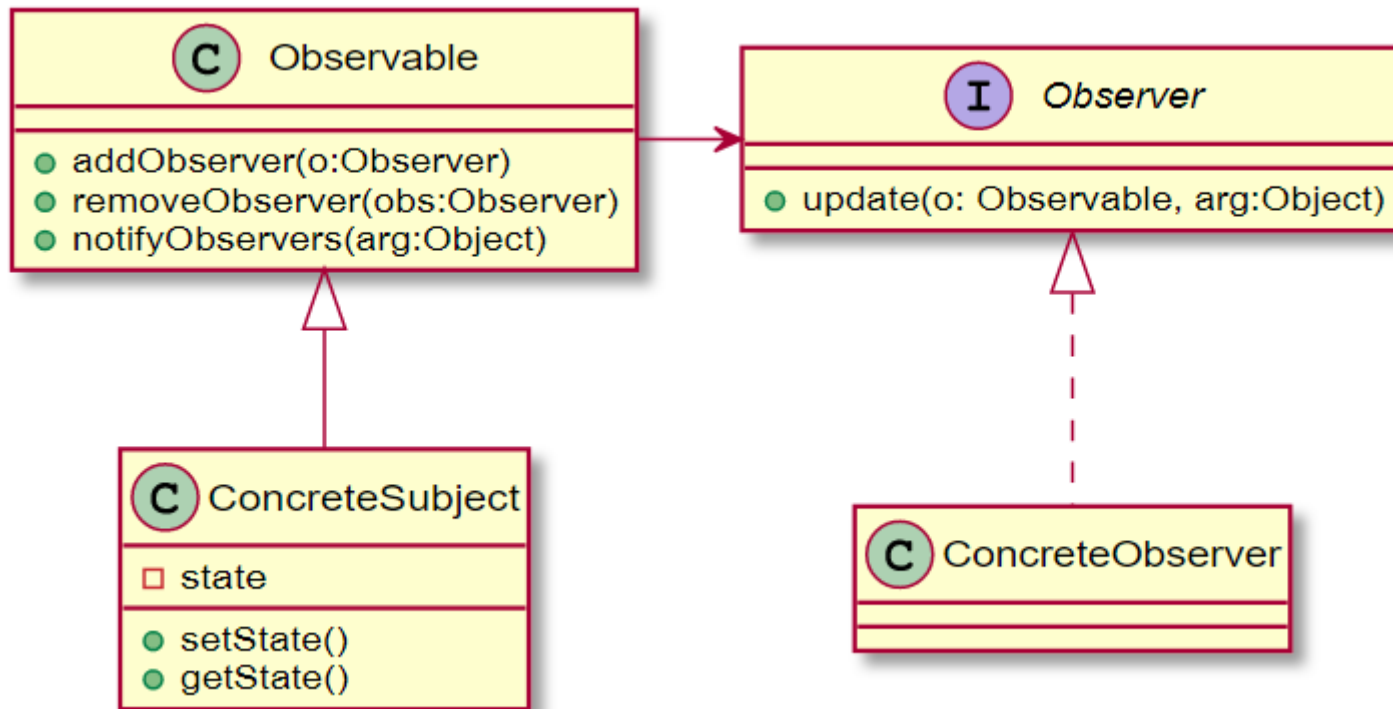 C Observable
addObserver(o:Observer)
removeObserver(obs:Observer)
notifyObservers(arg:Object)
I Observer
update(o: Observable, arg:Object)
C ConcreteSubject
state
setState()
getState()
C ConcreteObserver